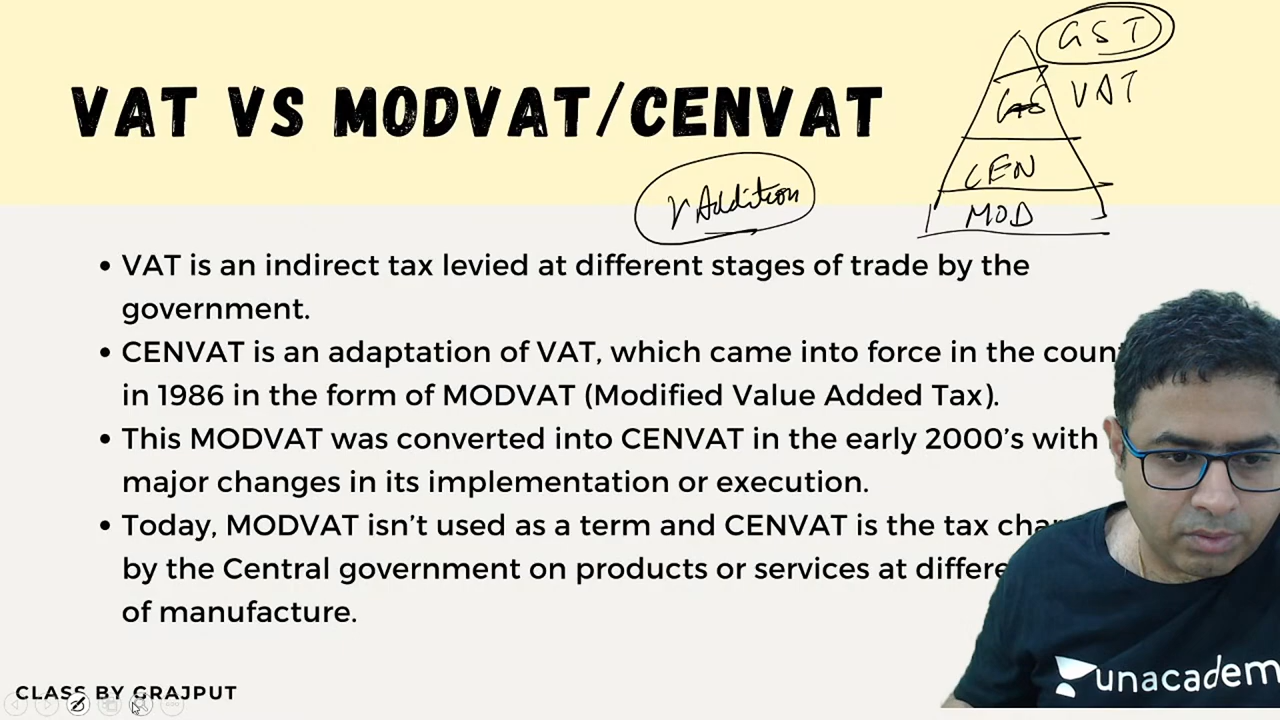 GST
VAT
VAT VS MODVAT/CENVAT
CEN
V Addition
MOD
• VAT is an indirect tax levied at different stages of trade by the
government.
• CENVAT is an adaptation of VAT, which came into force in the coun
in 1986 in the form of MODVAT (Modified Value Added Tax).
• This MODVAT was converted into CENVAT in the early 2000's with
major changes in its implementation or execution.
• Today, MODVAT isn't used as a term and CENVAT is the tax cha
by the Central government on products or services at differe
of manufacture.
unacadem
CLASS BY GRAJPUT